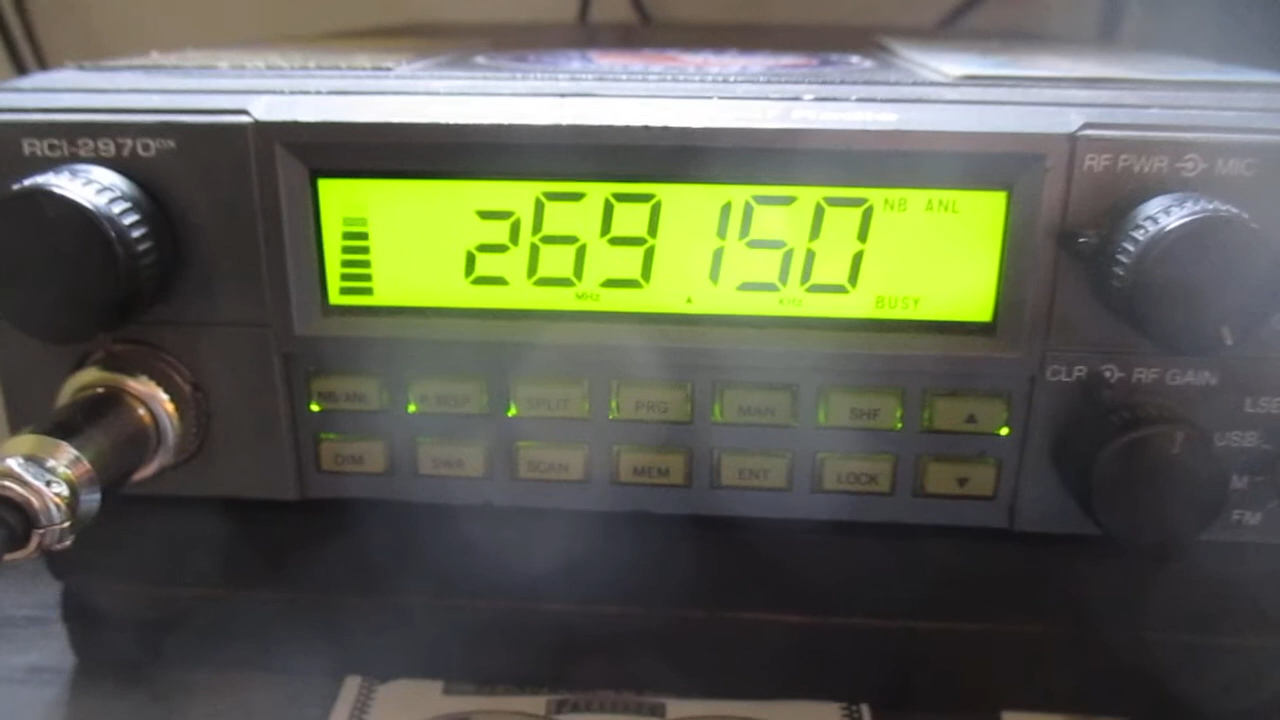 RCI-2970DX
RF PWR MIC
269 150
NB ANL
MHz KHz
BUSY
CLR RF GAIN
NB/ANL R.BEEP SPLIT PRG MAN SHF ▲
LSB
USB
DIM SWR SCAN MEM ENT LOCK ▼
FM